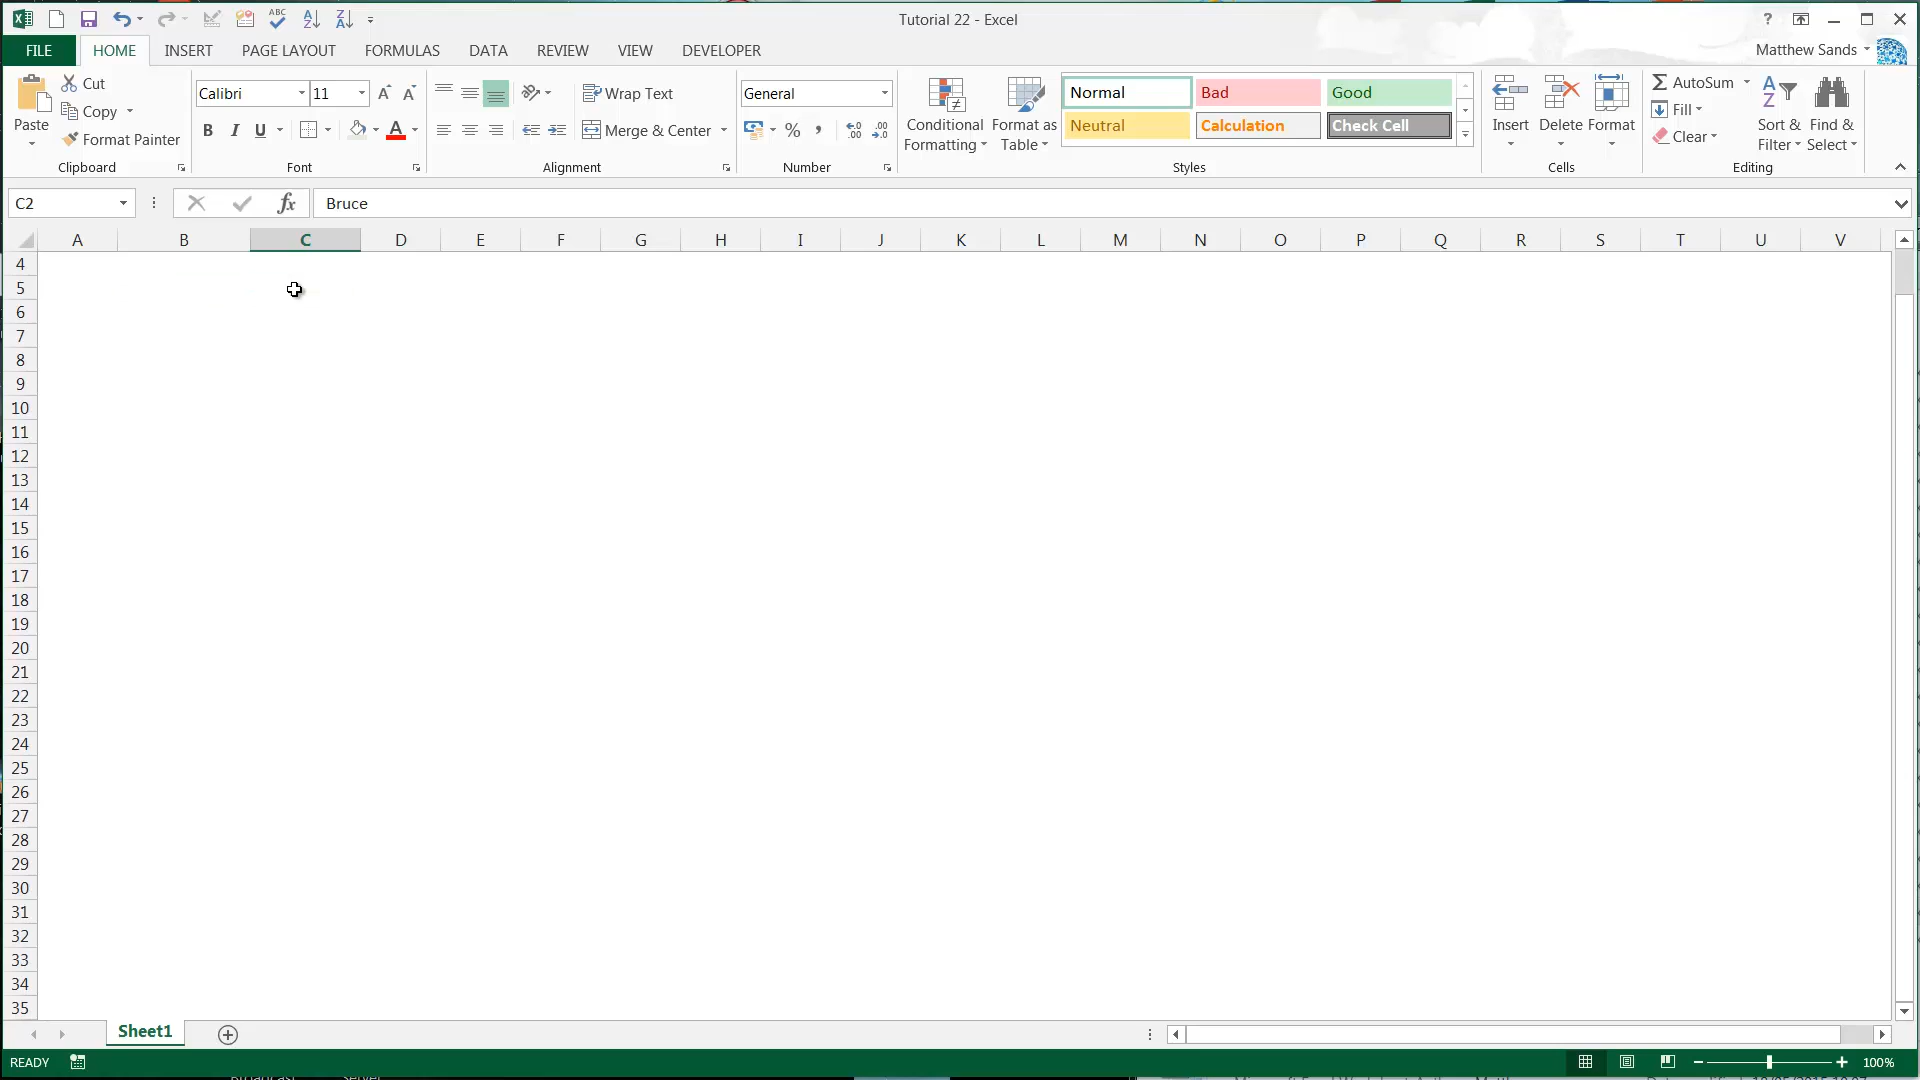 ABC
Tutorial 22 - Excel
?
FILE HOME INSERT PAGE LAYOUT FORMULAS DATA REVIEW VIEW DEVELOPER Matthew Sands
Paste Cut Copy Format Painter
Clipboard
Calibri 11
B I U
Font
Wrap Text
Merge & Center
Alignment
General
%
Number
Conditional Formatting
Format as Table
Normal Bad Good
Neutral Calculation Check Cell
Styles
Insert Delete Format
Cells
AutoSum
Fill
Clear
Sort & Filter
Find & Select
Editing
C2 fx Bruce
A B C D E F G H I J K L M N O P Q R S T U V
4
5
6
7
8
9
10
11
12
13
14
15
16
17
18
19
20
21
22
23
24
25
26
27
28
29
30
31
32
33
34
35
Sheet1
READY 100%